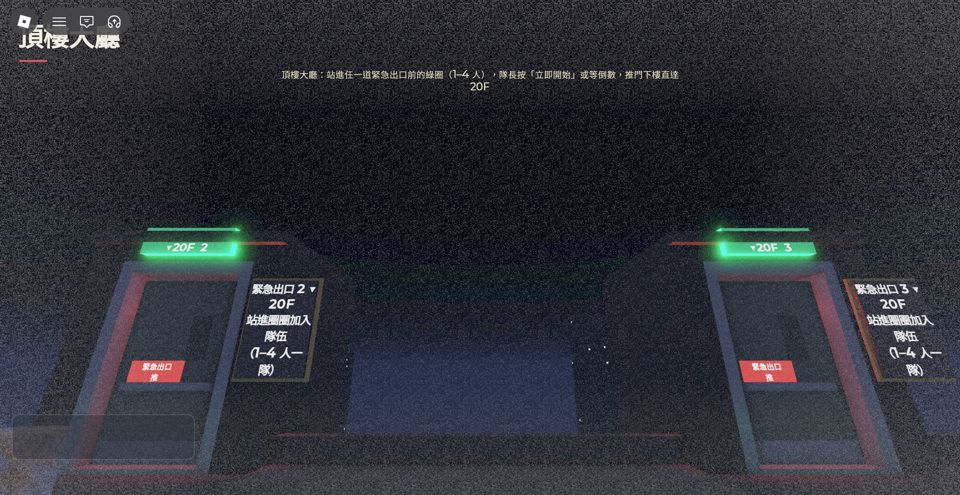 頂樓大廳
頂樓大廳：站進任一道緊急出口前的綠圈（1–4 人），隊長按「立即開始」或等倒數，推門下樓直達
20F
▼20F 2
▼20F 3
緊急出口 2 ▼
20F
站進圈圈加入
隊伍
（1–4 人一
隊）
緊急出口 3 ▼
20F
站進圈圈加入
隊伍
（1–4 人一
隊）
緊急出口
推
緊急出口
推